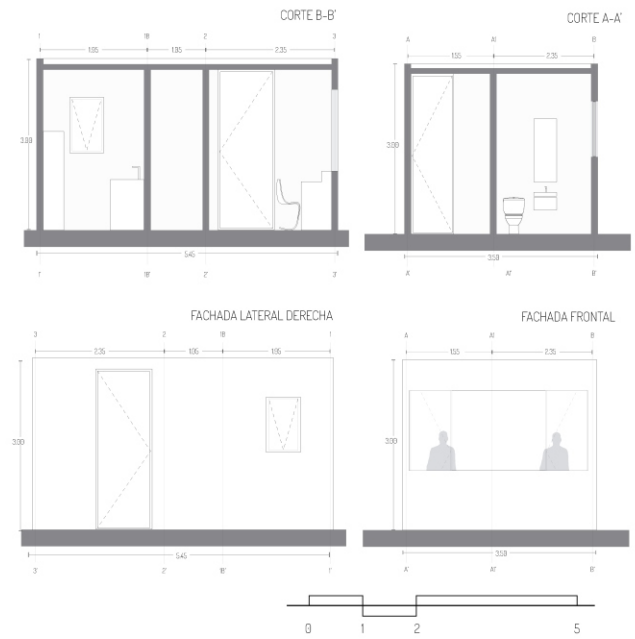 CORTE B-B'
1 1B 2 3
1.95 1.05 2.35
3.00
5.45
1' 1B' 2' 3'
CORTE A-A'
A A1 B
1.55 2.35
3.00
3.50
A' A1' B'
FACHADA LATERAL DERECHA
3 2 1B 1
2.35 1.05 1.95
3.00
5.45
3' 2' 1B' 1'
FACHADA FRONTAL
A A1 B
1.55 2.35
3.00
3.50
A' A1' B'
0 1 2 5